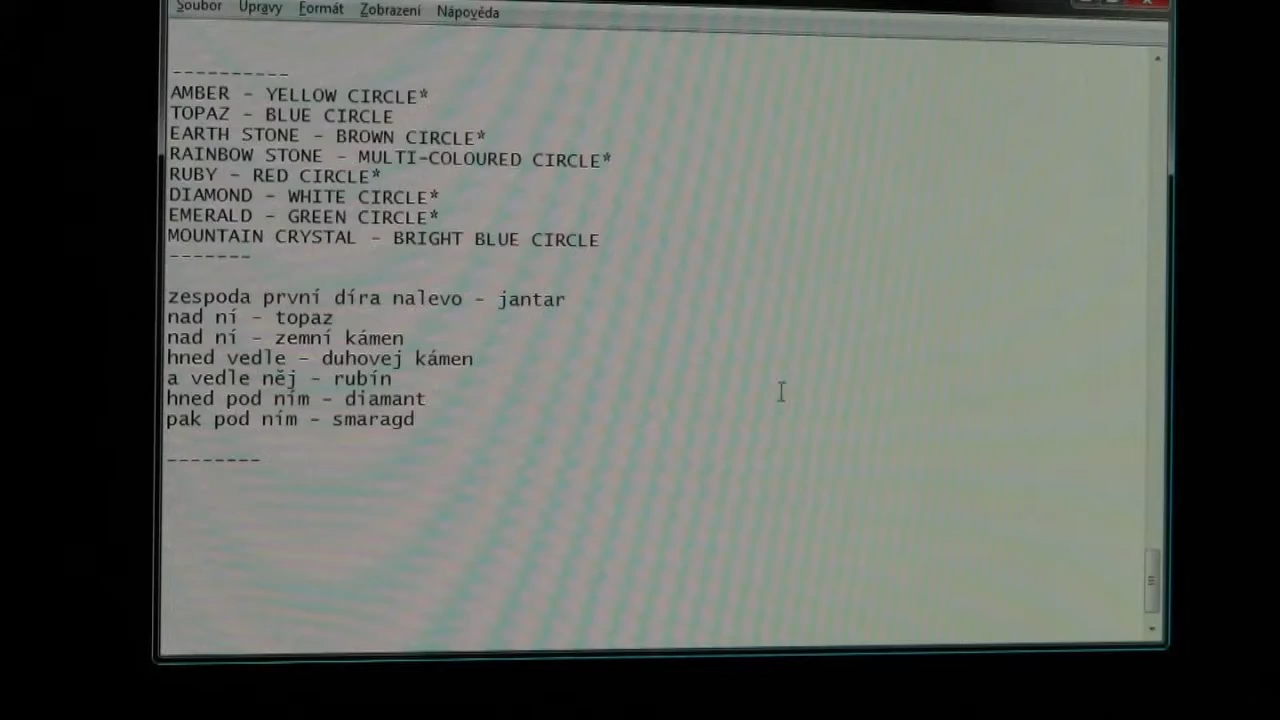 Soubor Úpravy Formát Zobrazení Nápověda
----------
AMBER - YELLOW CIRCLE*
TOPAZ - BLUE CIRCLE
EARTH STONE - BROWN CIRCLE*
RAINBOW STONE - MULTI-COLOURED CIRCLE*
RUBY - RED CIRCLE*
DIAMOND - WHITE CIRCLE*
EMERALD - GREEN CIRCLE*
MOUNTAIN CRYSTAL - BRIGHT BLUE CIRCLE
-------
zespoda první díra nalevo - jantar
nad ní - topaz
nad ní - zemní kámen
hned vedle - duhovej kámen
a vedle něj - rubín
hned pod ním - diamant
pak pod ním - smaragd
--------